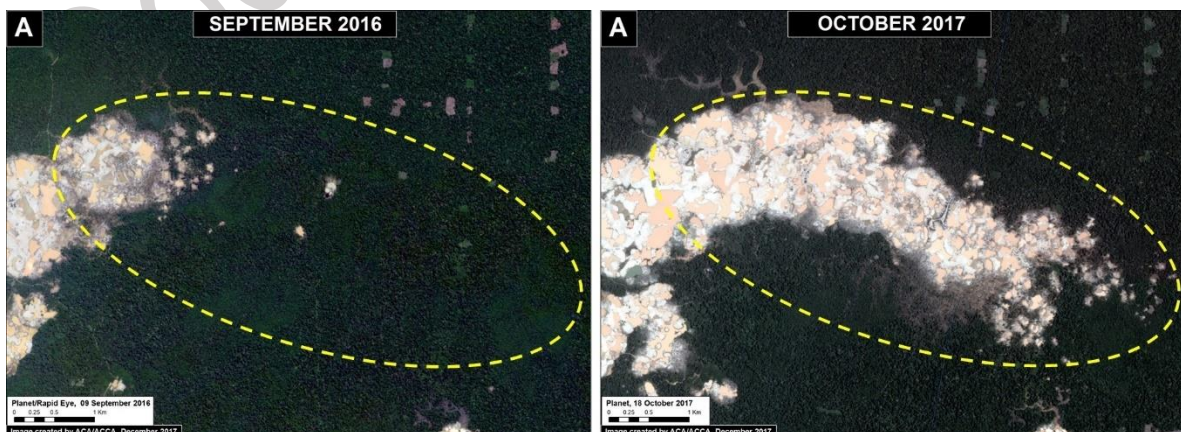 A
SEPTEMBER 2016
Planet/Rapid Eye, 09 September 2016
0 0.25 0.5 1 Km
Image created by ACA/ACCA, December 2017
A
OCTOBER 2017
Planet, 18 October 2017
0 0.25 0.5 1 Km
Image created by ACA/ACCA, December 2017